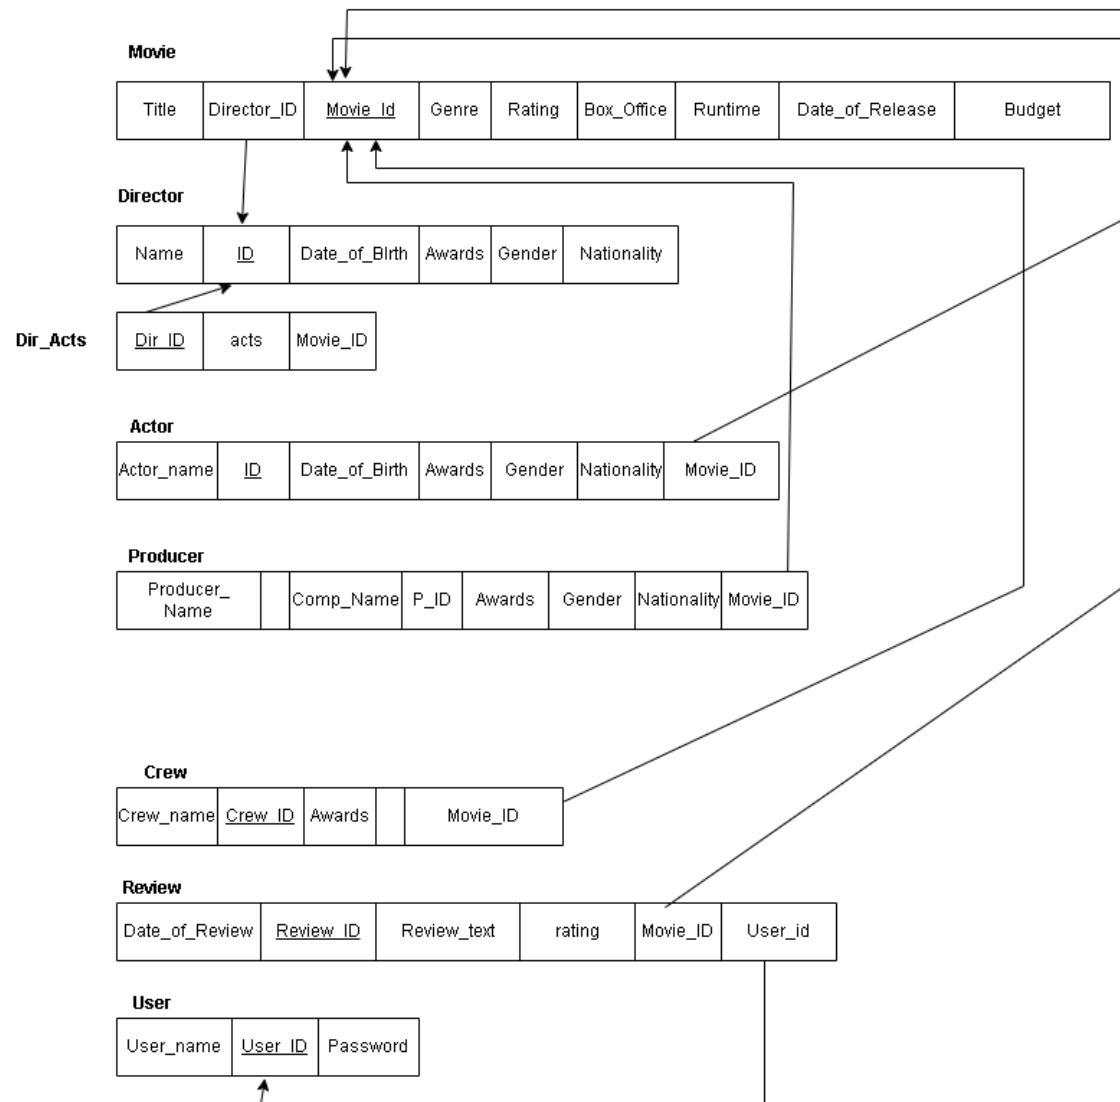 Movie
Title Director_ID Movie_Id Genre Rating Box_Office Runtime Date_of_Release Budget
Director
Name ID Date_of_BIrth Awards Gender Nationality
Dir_Acts Dir_ID acts Movie_ID
Actor
Actor_name ID Date_of_Birth Awards Gender Nationality Movie_ID
Producer
Producer_
Name Comp_Name P_ID Awards Gender Nationality Movie_ID
Crew
Crew_name Crew_ID Awards Movie_ID
Review
Date_of_Review Review_ID Review_text rating Movie_ID User_id
User
User_name User_ID Password